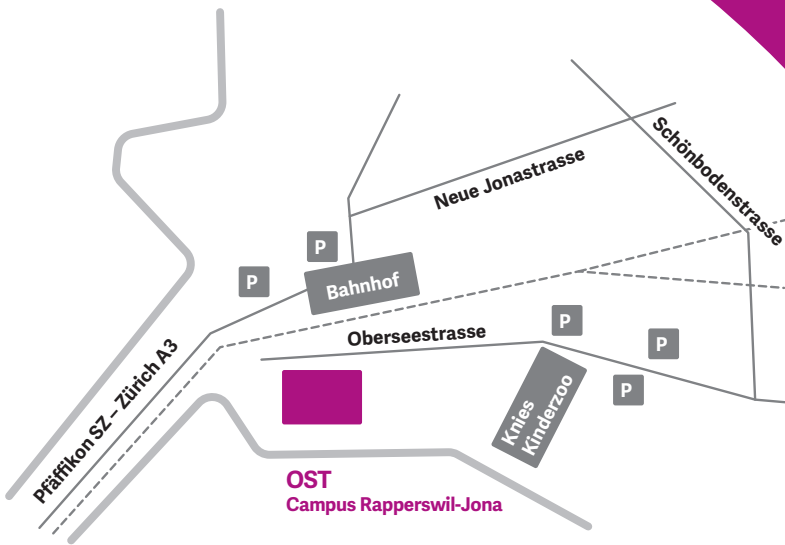 Schönbodenstrasse
Neue Jonastrasse
P
P
Bahnhof
P
Oberseestrasse
P
P
Pfäffikon SZ – Zürich A3
Knies
Kinderzoo
OST
Campus Rapperswil-Jona